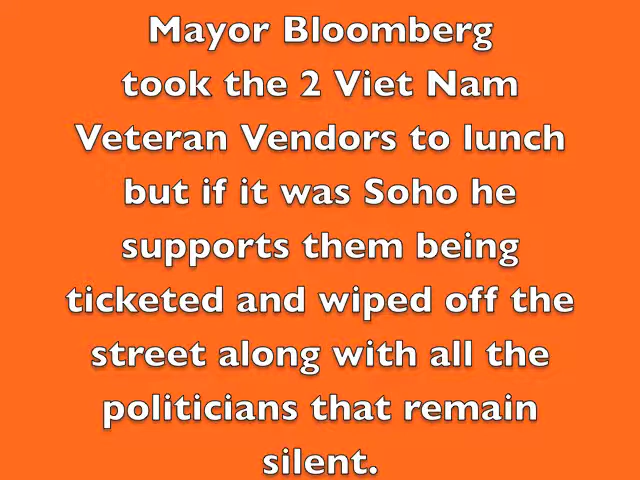 Mayor Bloomberg
took the 2 Viet Nam
Veteran Vendors to lunch
but if it was Soho he
supports them being
ticketed and wiped off the
street along with all the
politicians that remain
silent.